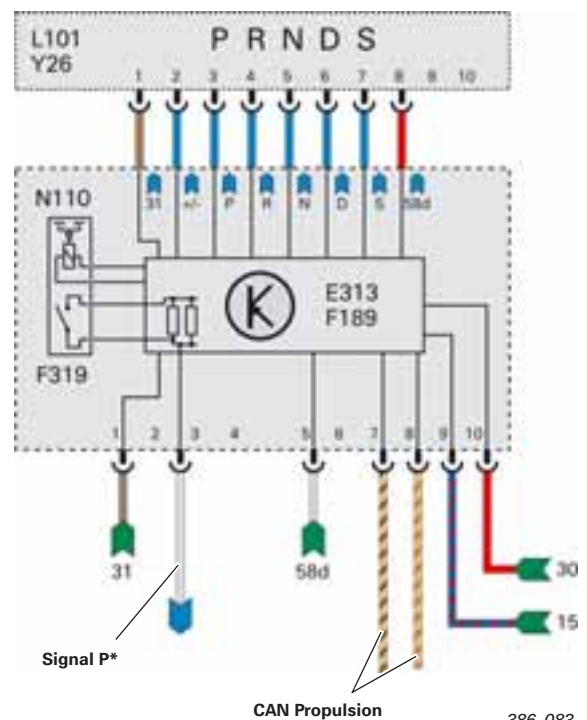 L101
Y26
P R N D S
1 2 3 4 5 6 7 8 9 10
31 +/- P R N D S 58d
N110
E313
F189
F319
1 2 3 4 5 6 7 8 9 10
31
58d
30
15
Signal P*
CAN Propulsion
386_083